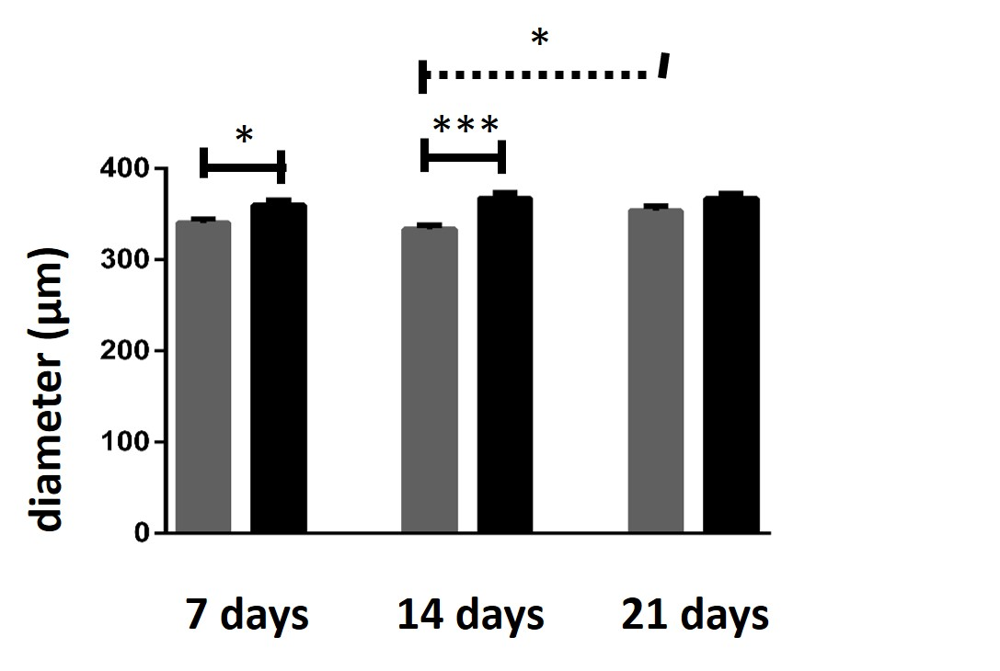 *
***
*
400
300
200
100
0
diameter (μm)
7 days
14 days
21 days